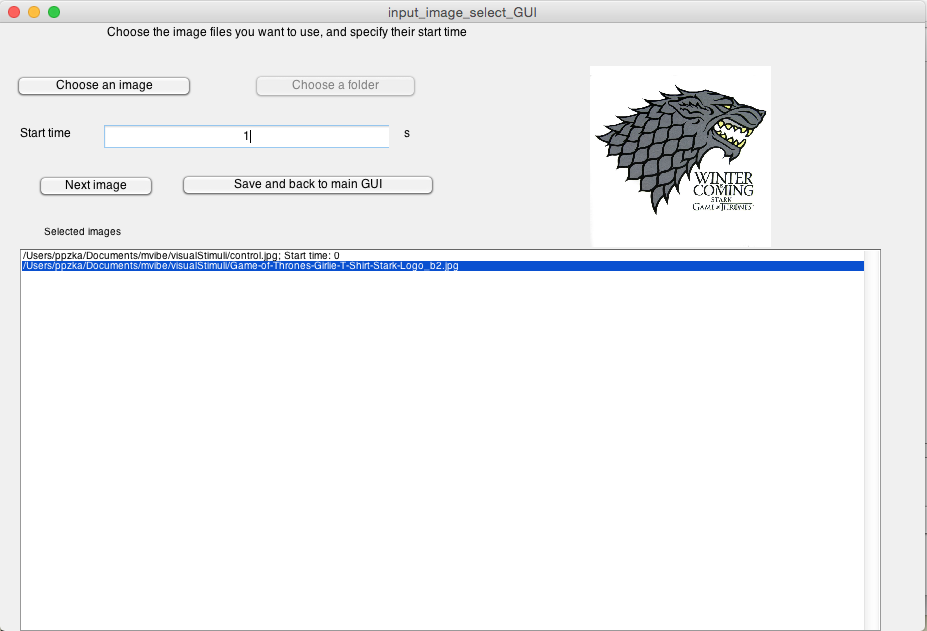 input_image_select_GUI
Choose the image files you want to use, and specify their start time
Choose an image
Choose a folder
Start time
1
s
Next image
Save and back to main GUI
WINTER
COMING
STARK
GAME OF THRONES
Selected images
/Users/ppzka/Documents/mvibe/visualStimuli/control.jpg; Start time: 0
/Users/ppzka/Documents/mvibe/visualStimuli/Game-of-Thrones-Girlie-T-Shirt-Stark-Logo_b2.jpg